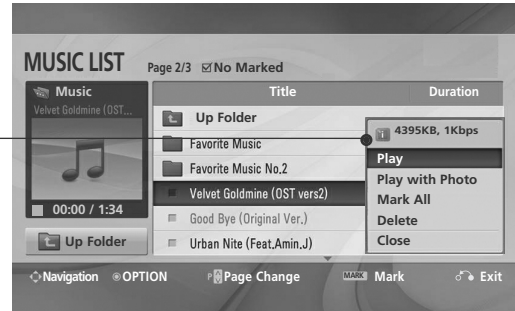 MUSIC LIST
Page 2/3 ☑No Marked
Music
Velvet Goldmine (OST...
00:00 / 1:34
Up Folder
Title Duration
Up Folder
Favorite Music
Favorite Music No.2
Velvet Goldmine (OST vers2)
Good Bye (Original Ver.)
Urban Nite (Feat.Amin.J)
i 4395KB, 1Kbps
Play
Play with Photo
Mark All
Delete
Close
Navigation OPTION P Page Change MARK Mark Exit